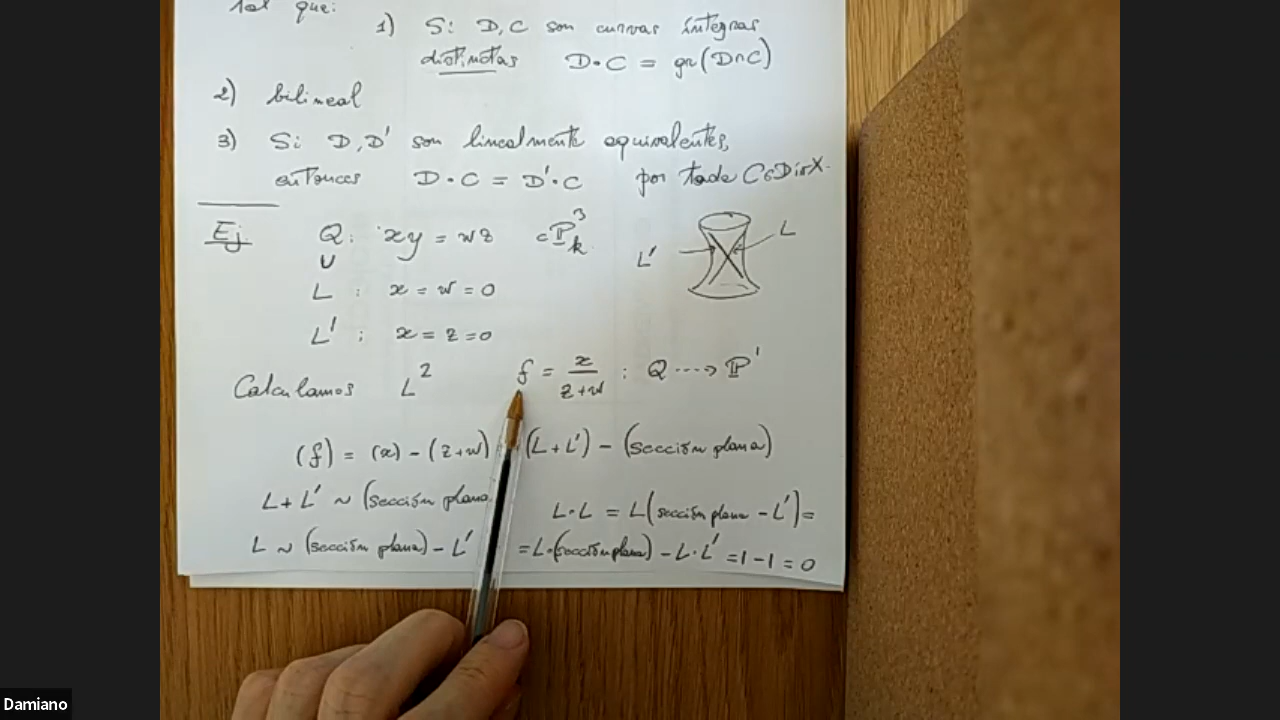 Tal que:
1) Si D, C son curvas íntegras
distintas D·C = gr(D∩C)
2) bilineal
3) Si D, D' son linealmente equivalentes,
entonces D·C = D'·C por todo C∈Div X.
Ej Q: xy = wz ⊂ ℙ³ₖ
∪
L' L
L : x = w = 0
L' : x = z = 0
Calculamos L² f = x/(z+w) : Q ⇢ ℙ¹
(f) = (x) - (z+w) (L+L') - (sección plana)
L+L' ~ (sección plana
L·L = L(sección plana - L') =
L ~ (sección plana) - L' = L·(sección plana) - L·L' = 1-1 = 0
Damiano